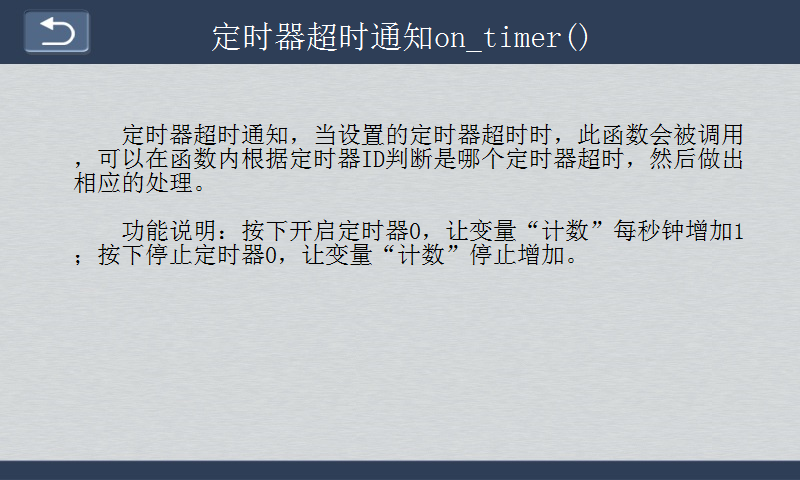 定时器超时通知on_timer()
定时器超时通知，当设置的定时器超时时，此函数会被调用
，可以在函数内根据定时器ID判断是哪个定时器超时，然后做出
相应的处理。
功能说明：按下开启定时器0，让变量“计数”每秒钟增加1
；按下停止定时器0，让变量“计数”停止增加。